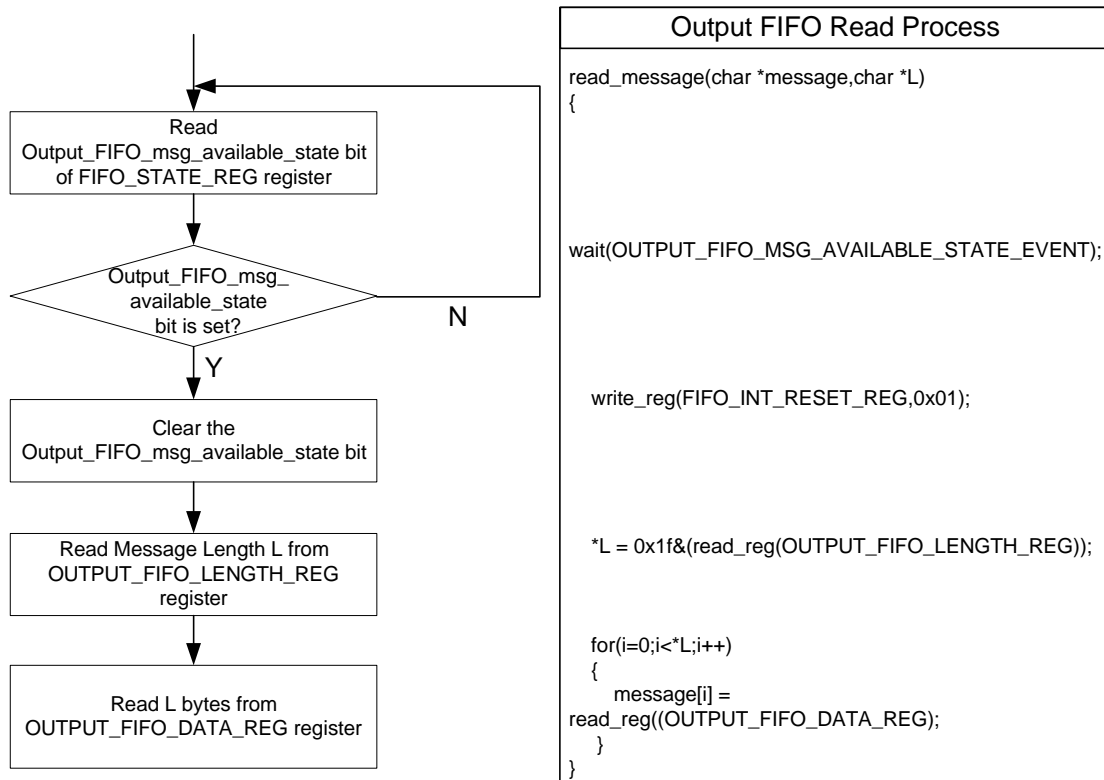 Read
Output_FIFO_msg_available_state bit
of FIFO_STATE_REG register
Output_FIFO_msg_
available_state
bit is set?
N
Y
Clear the
Output_FIFO_msg_available_state bit
Read Message Length L from
OUTPUT_FIFO_LENGTH_REG
register
Read L bytes from
OUTPUT_FIFO_DATA_REG register
Output FIFO Read Process
read_message(char *message,char *L)
{
wait(OUTPUT_FIFO_MSG_AVAILABLE_STATE_EVENT);
write_reg(FIFO_INT_RESET_REG,0x01);
*L = 0x1f&(read_reg(OUTPUT_FIFO_LENGTH_REG));
for(i=0;i<*L;i++)
{
message[i] =
read_reg((OUTPUT_FIFO_DATA_REG);
}
}